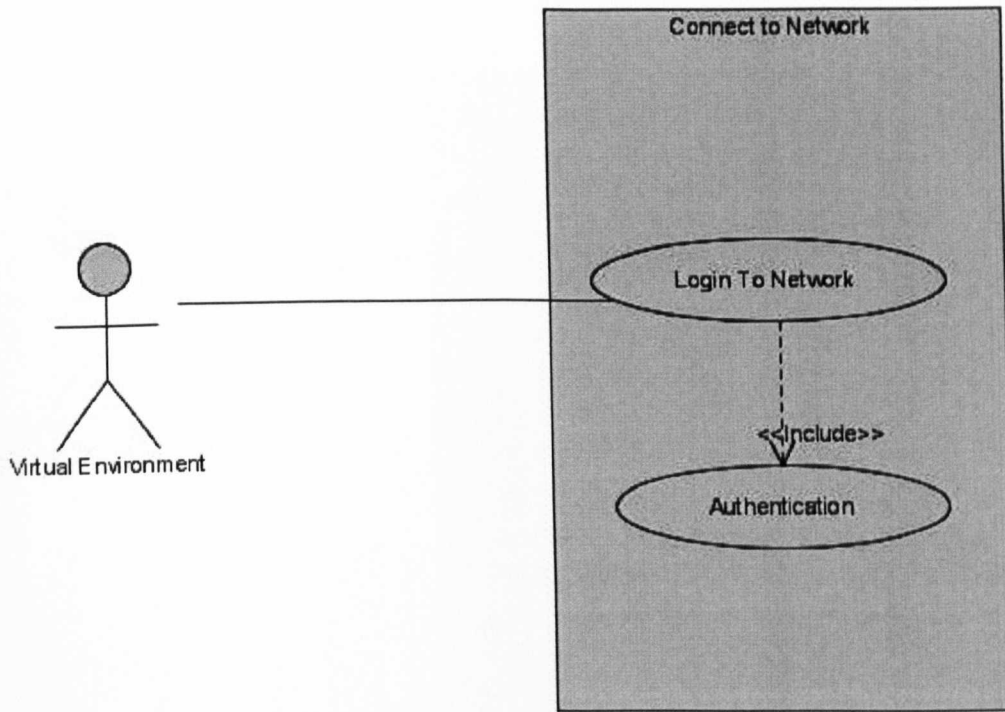 Connect to Network
Login To Network
<<Include>>
Virtual Environment
Authentication